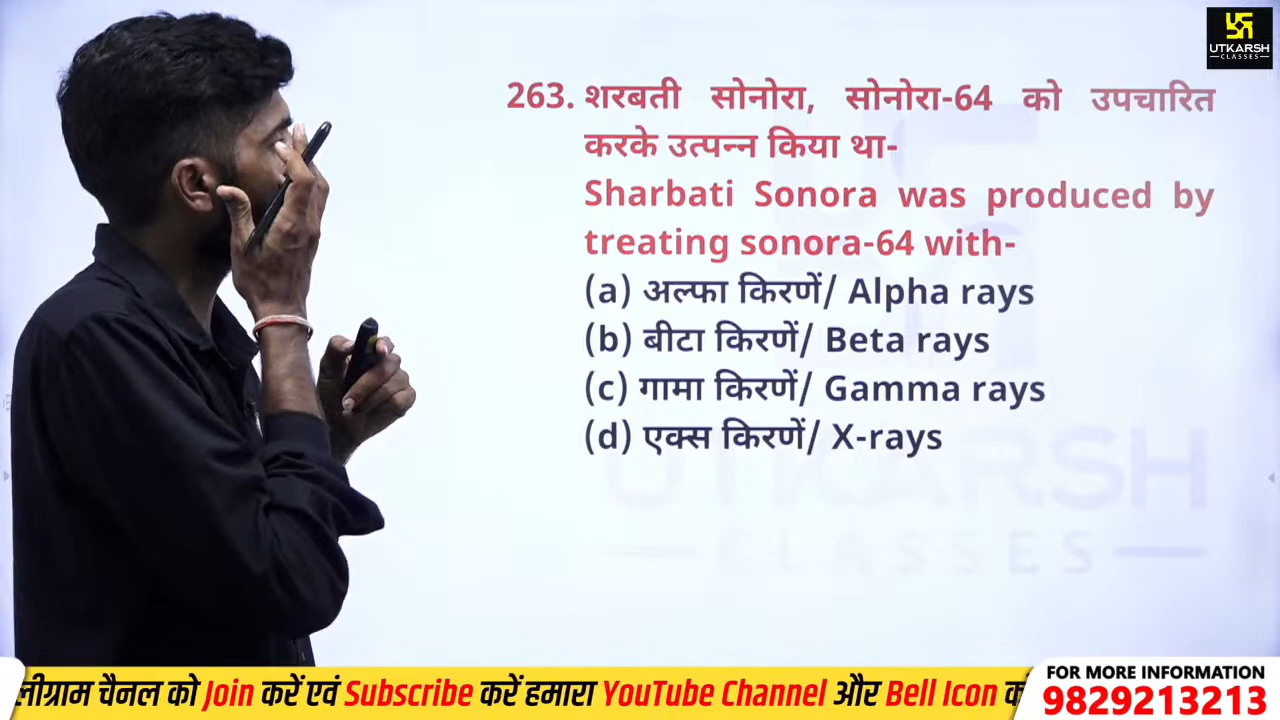 UTKARSH
CLASSES
263. शरबती सोनोरा, सोनोरा-64 को उपचारित
करके उत्पन्न किया था-
Sharbati Sonora was produced by
treating sonora-64 with-
(a) अल्फा किरणें/ Alpha rays
(b) बीटा किरणें/ Beta rays
(c) गामा किरणें/ Gamma rays
(d) एक्स किरणें/ X-rays
UTKARSH
CLASSES
लीग्राम चैनल को Join करें एवं Subscribe करें हमारा YouTube Channel और Bell Icon
FOR MORE INFORMATION
9829213213